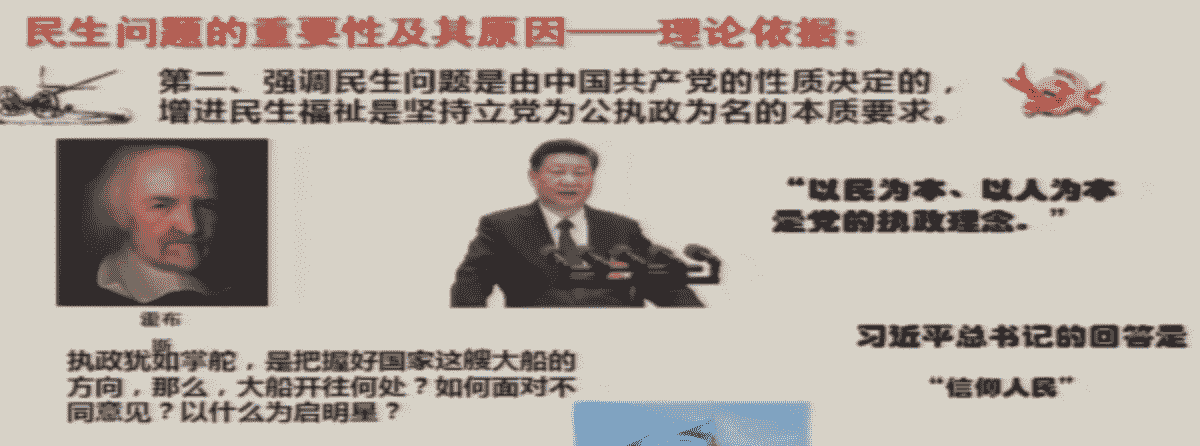 民生问题的重要性及其原因——理论依据：
第二、强调民生问题是由中国共产党的性质决定的，
增进民生福祉是坚持立党为公执政为名的本质要求。
“以民为本、以人为本
是党的执政理念.”
霍布
斯
习近平总书记的回答是
“信仰人民”
执政犹如掌舵，是把握好国家这艘大船的
方向，那么，大船开往何处？如何面对不
同意见？以什么为启明星？